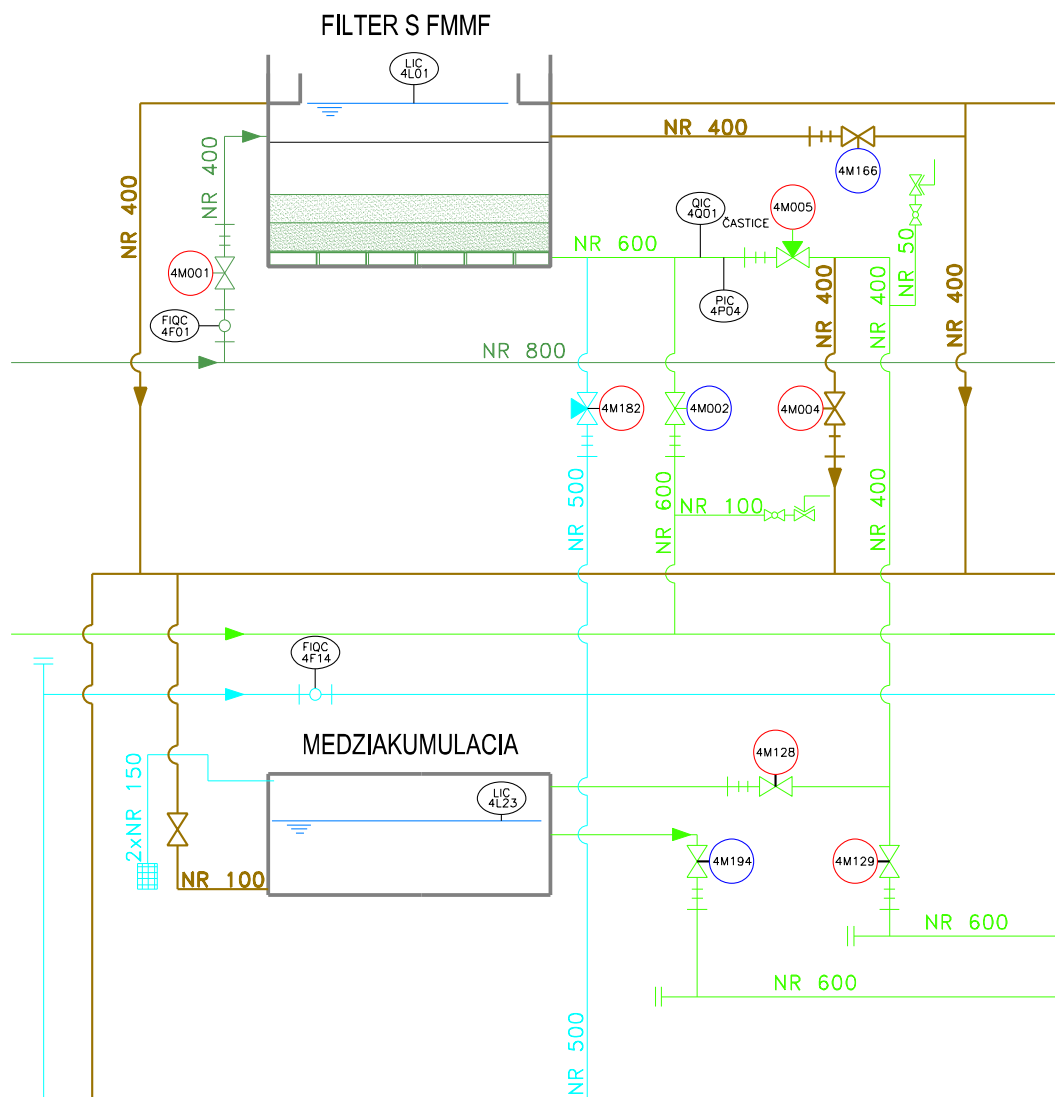 FILTER S FMMF
LIC
4L01
NR 400
4M166
NR 400
NR 400
4M001
FIQC
4F01
QIC
4Q01
ČASTICE
4M005
NR 600
PIC
4P04
NR 50
NR 400
NR 400
NR 400
NR 800
4M182
4M002
4M004
NR 500
NR 600
NR 100
NR 400
FIQC
4F14
MEDZIAKUMULACIA
4M128
LIC
4L23
2xNR 150
4M194
4M129
NR 100
NR 600
NR 600
NR 500